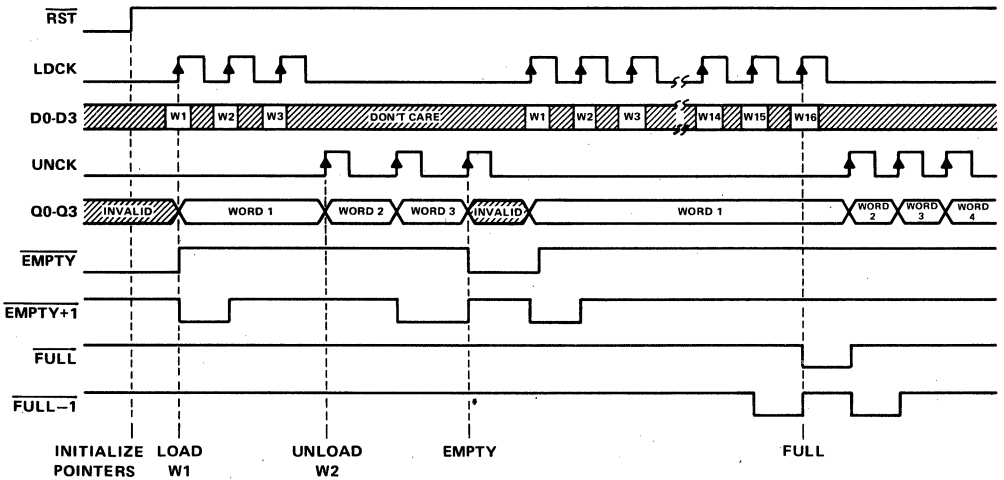 RST
LDCK
D0-D3 W1 W2 W3 DON'T CARE W1 W2 W3 W14 W15 W16
UNCK
Q0-Q3 INVALID WORD 1 WORD 2 WORD 3 INVALID WORD 1 WORD 2 WORD 3 WORD 4
EMPTY
EMPTY+1
FULL
FULL−1
INITIALIZE POINTERS
LOAD W1
UNLOAD W2
EMPTY
FULL